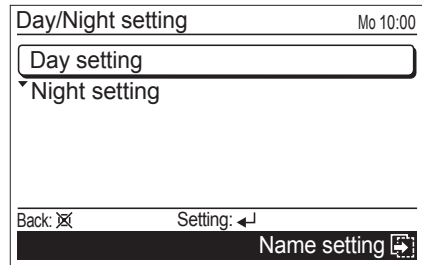 Day/Night setting Mo 10:00
Day setting
Night setting
Back: Setting:
Name setting